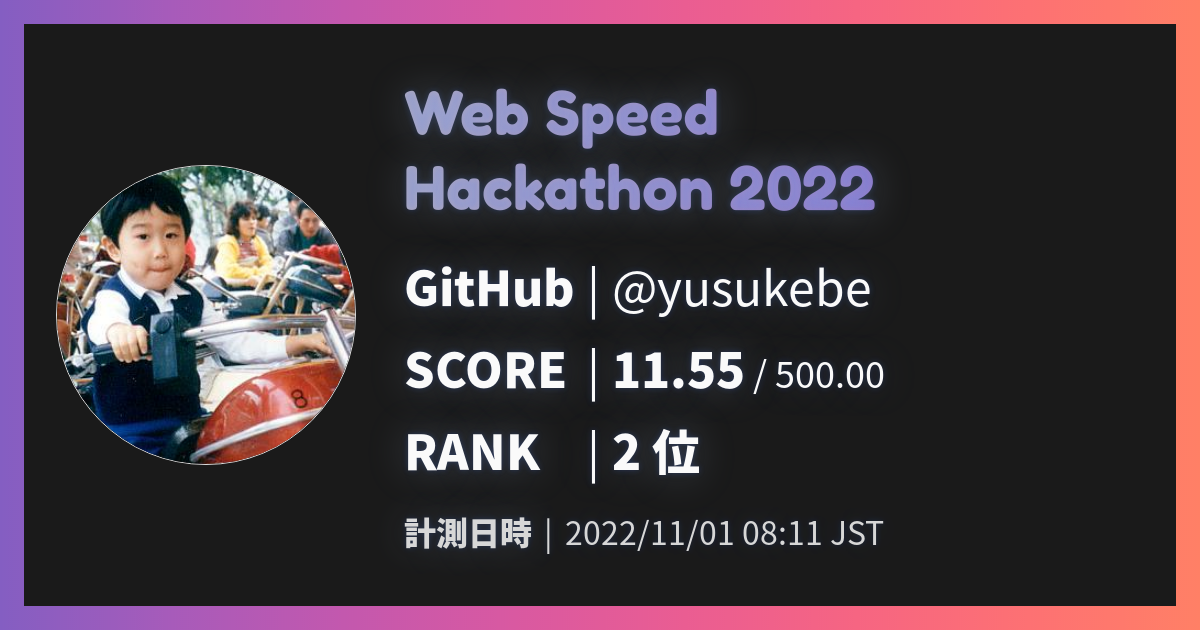 Web Speed
Hackathon 2022
GitHub | @yusukebe
SCORE | 11.55 / 500.00
RANK | 2 位
計測日時 | 2022/11/01 08:11 JST
8